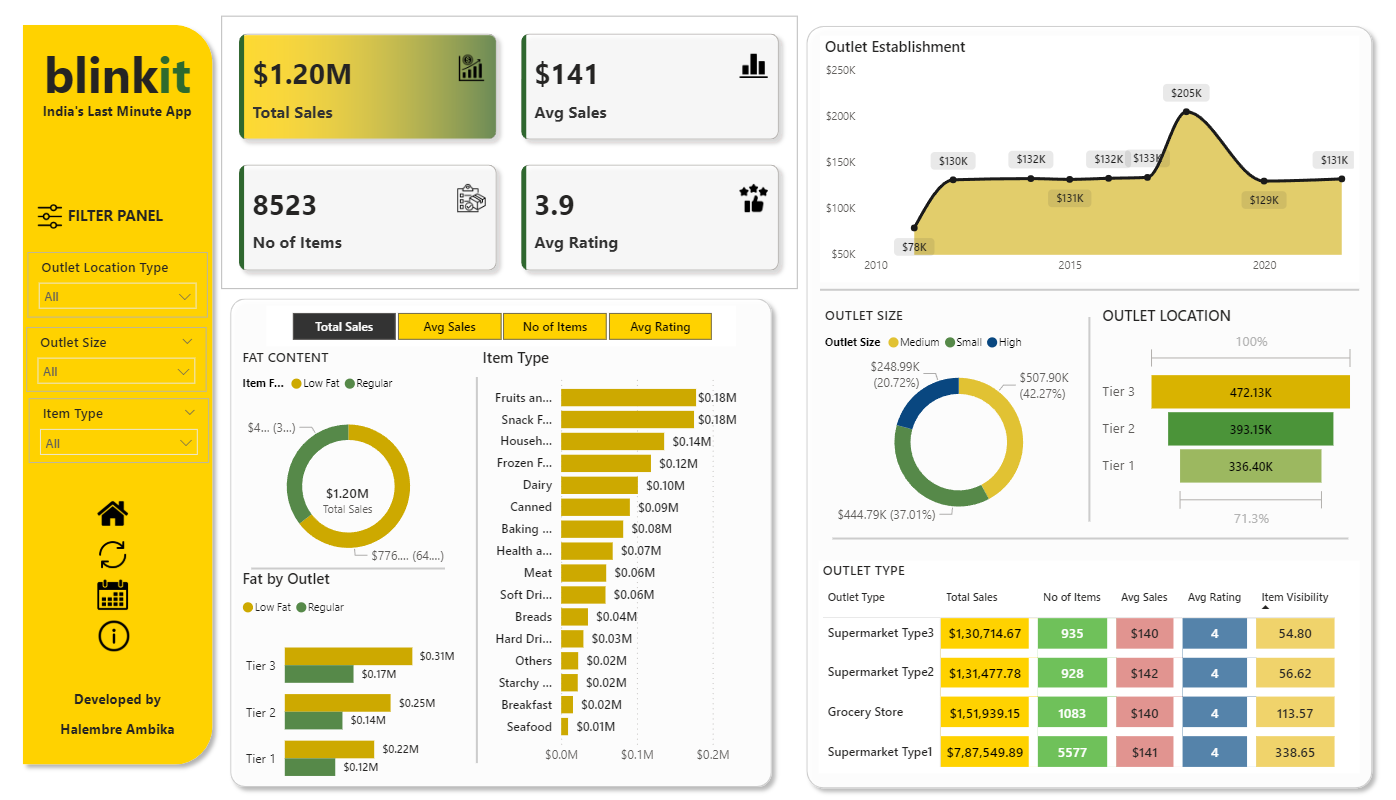 blinkit
India's Last Minute App
FILTER PANEL
Outlet Location Type
All
Outlet Size
All
Item Type
All
Developed by
Halembre Ambika
$1.20M
Total Sales
$141
Avg Sales
8523
No of Items
3.9
Avg Rating
Total Sales Avg Sales No of Items Avg Rating
FAT CONTENT
Item F... Low Fat Regular
$4... (3...)
$1.20M
Total Sales
$776.... (64....)
Fat by Outlet
Low Fat Regular
Tier 3 $0.31M
$0.17M
Tier 2 $0.25M
$0.14M
Tier 1 $0.22M
$0.12M
Item Type
Fruits an... $0.18M
Snack F... $0.18M
Househ... $0.14M
Frozen F... $0.12M
Dairy $0.10M
Canned $0.09M
Baking ... $0.08M
Health a... $0.07M
Meat $0.06M
Soft Dri... $0.06M
Breads $0.04M
Hard Dri... $0.03M
Others $0.02M
Starchy ... $0.02M
Breakfast $0.02M
Seafood $0.01M
$0.0M $0.1M $0.2M
Outlet Establishment
$250K
$200K
$150K
$100K
$50K
$78K
$130K
$132K
$131K
$132K
$133K
$205K
$129K
$131K
2010 2015 2020
OUTLET SIZE
Outlet Size Medium Small High
$248.99K
(20.72%)
$507.90K
(42.27%)
$444.79K (37.01%)
OUTLET LOCATION
100%
Tier 3 472.13K
Tier 2 393.15K
Tier 1 336.40K
71.3%
OUTLET TYPE
Outlet Type Total Sales No of Items Avg Sales Avg Rating Item Visibility
Supermarket Type3 $1,30,714.67 935 $140 4 54.80
Supermarket Type2 $1,31,477.78 928 $142 4 56.62
Grocery Store $1,51,939.15 1083 $140 4 113.57
Supermarket Type1 $7,87,549.89 5577 $141 4 338.65